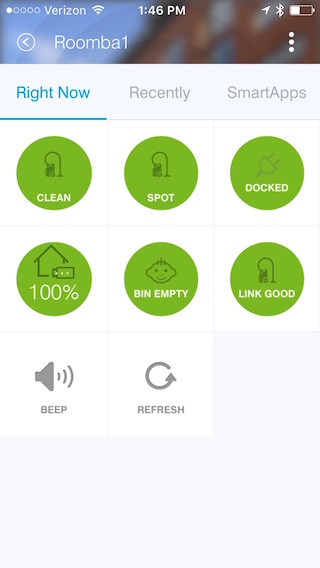 Verizon 1:46 PM
Roomba1
Right Now Recently SmartApps
CLEAN SPOT DOCKED
100% BIN EMPTY LINK GOOD
BEEP REFRESH